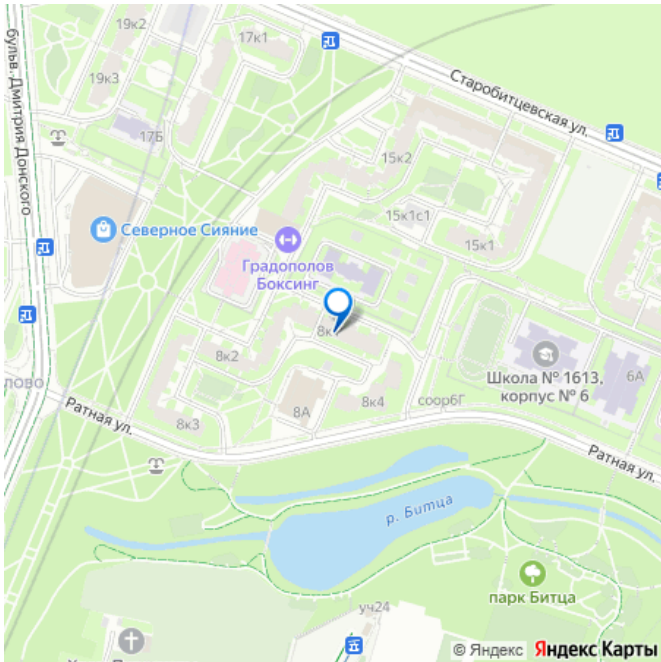 19к2
17к1
19к3
Старобитцевская ул.
бульв. Дмитрия Донского
17Б
15к2
15к1с1
Северное Сияние
15к1
Градополов
Боксинг
8к2
Школа № 1613,
корпус № 6
6А
ЛОВО
Ратная ул.
8А
8к4
соор6Г
8к3
Ратная ул.
р. Битца
парк Битца
уч24
© Яндекс Яндекс Карты